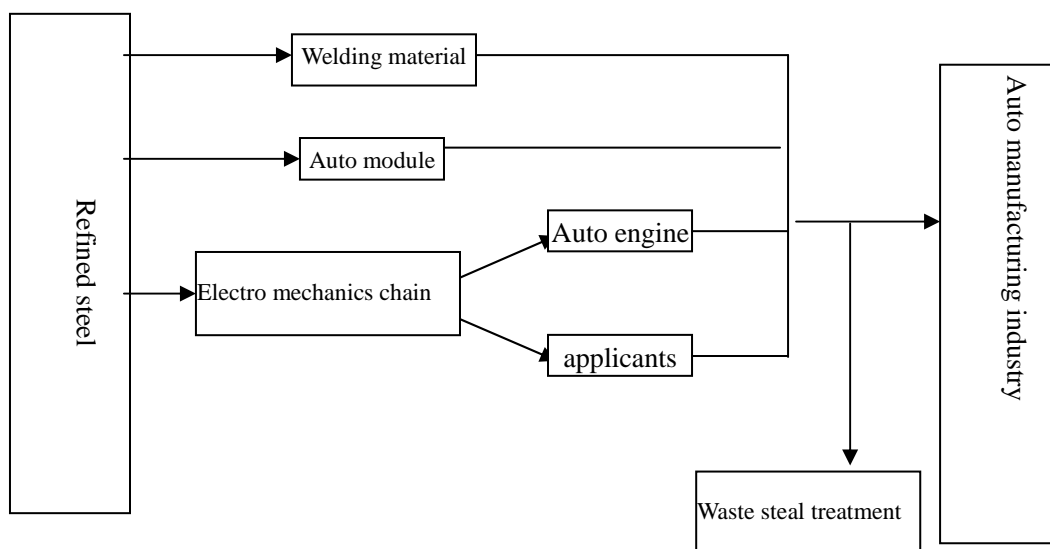 Welding material
Auto module
Refined steel
Electro mechanics chain
Auto engine
applicants
Waste steal treatment
Auto manufacturing industry